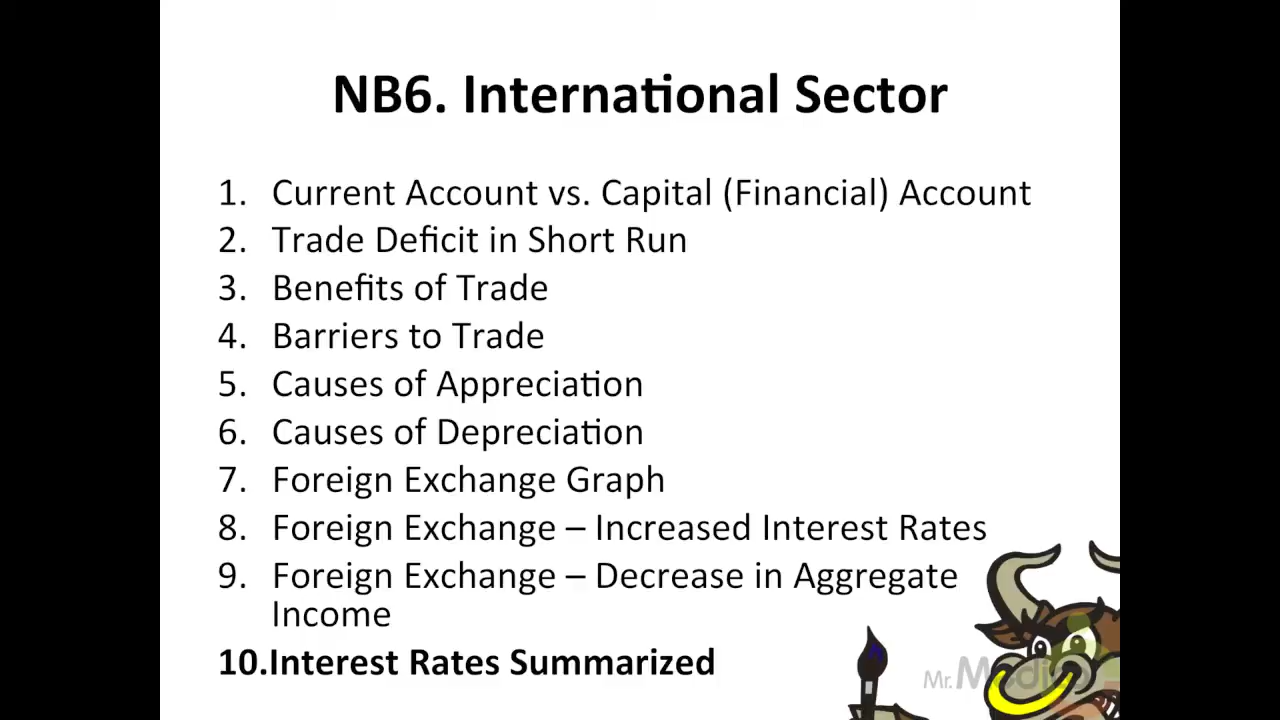 NB6. International Sector
1. Current Account vs. Capital (Financial) Account
2. Trade Deficit in Short Run
3. Benefits of Trade
4. Barriers to Trade
5. Causes of Appreciation
6. Causes of Depreciation
7. Foreign Exchange Graph
8. Foreign Exchange – Increased Interest Rates
9. Foreign Exchange – Decrease in Aggregate
Income
10.Interest Rates Summarized
Mr.